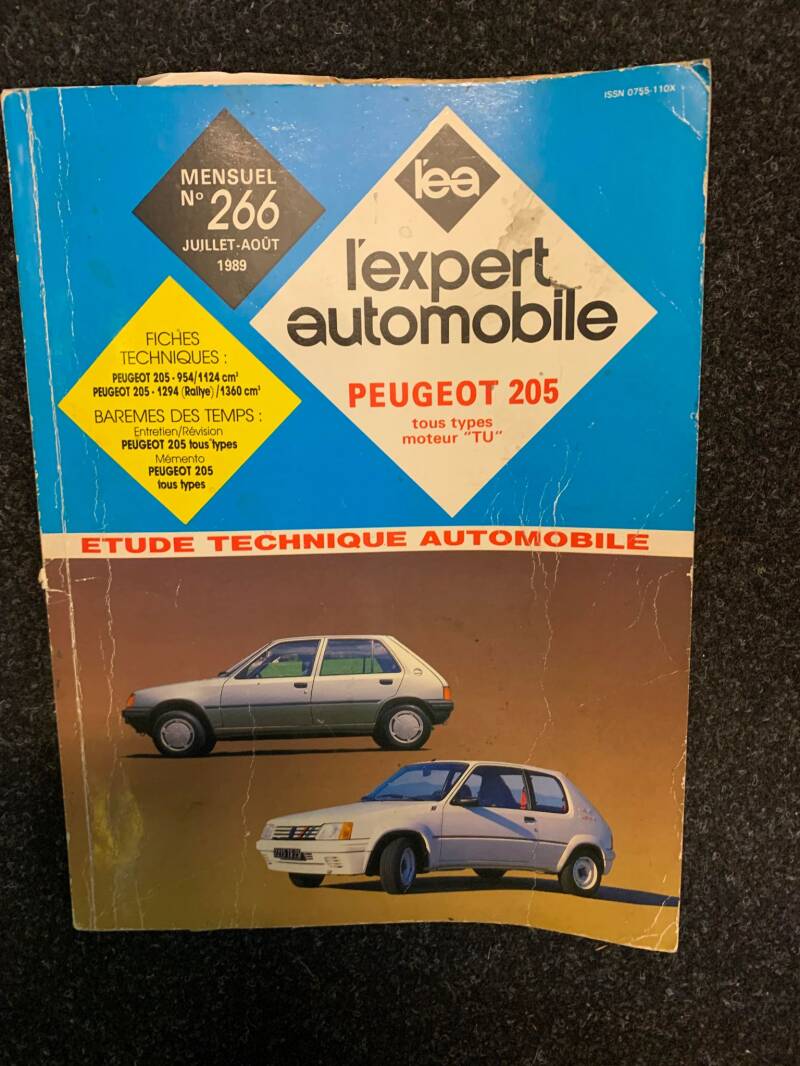 ISSN 0755-110X
MENSUEL
No 266
JUILLET-AOÛT
1989
l'ea
l'expert
automobile
PEUGEOT 205
tous types
moteur "TU"
FICHES
TECHNIQUES :
PEUGEOT 205 - 954/1124 cm³
PEUGEOT 205 - 1294 (Rallye)/1360 cm³
BAREMES DES TEMPS :
Entretien/Révision
PEUGEOT 205 tous types
Mémento
PEUGEOT 205
tous types
ETUDE TECHNIQUE AUTOMOBILE